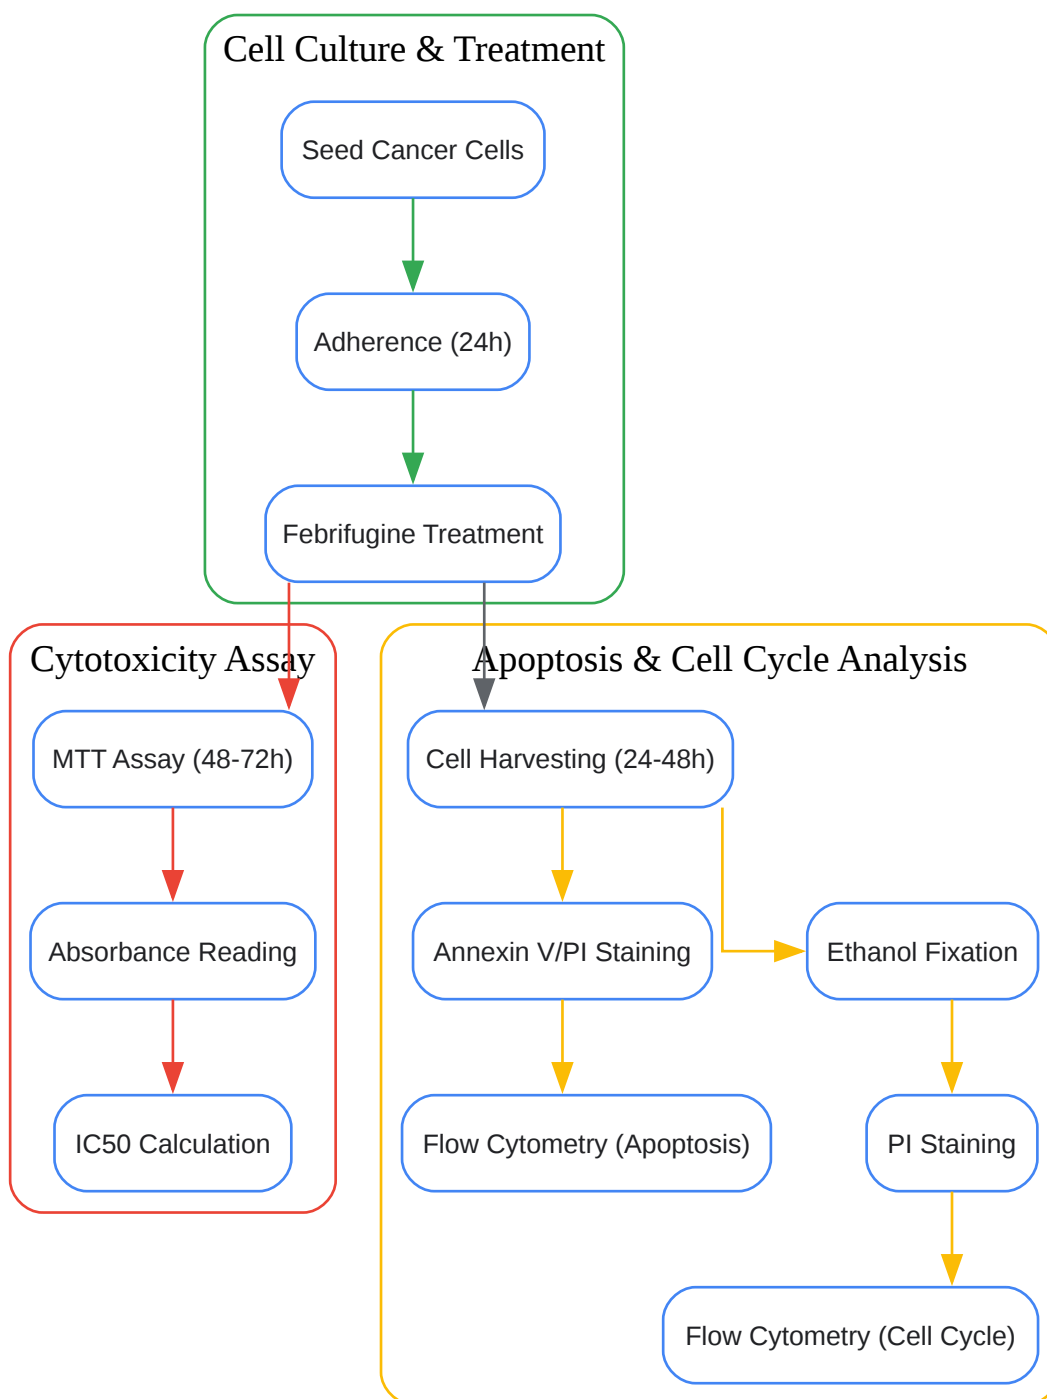 Cell Culture & Treatment
Seed Cancer Cells
Adherence (24h)
Febrifugine Treatment
Cytotoxicity Assay
MTT Assay (48-72h)
Absorbance Reading
IC50 Calculation
Apoptosis & Cell Cycle Analysis
Cell Harvesting (24-48h)
Annexin V/PI Staining
Flow Cytometry (Apoptosis)
Ethanol Fixation
PI Staining
Flow Cytometry (Cell Cycle)